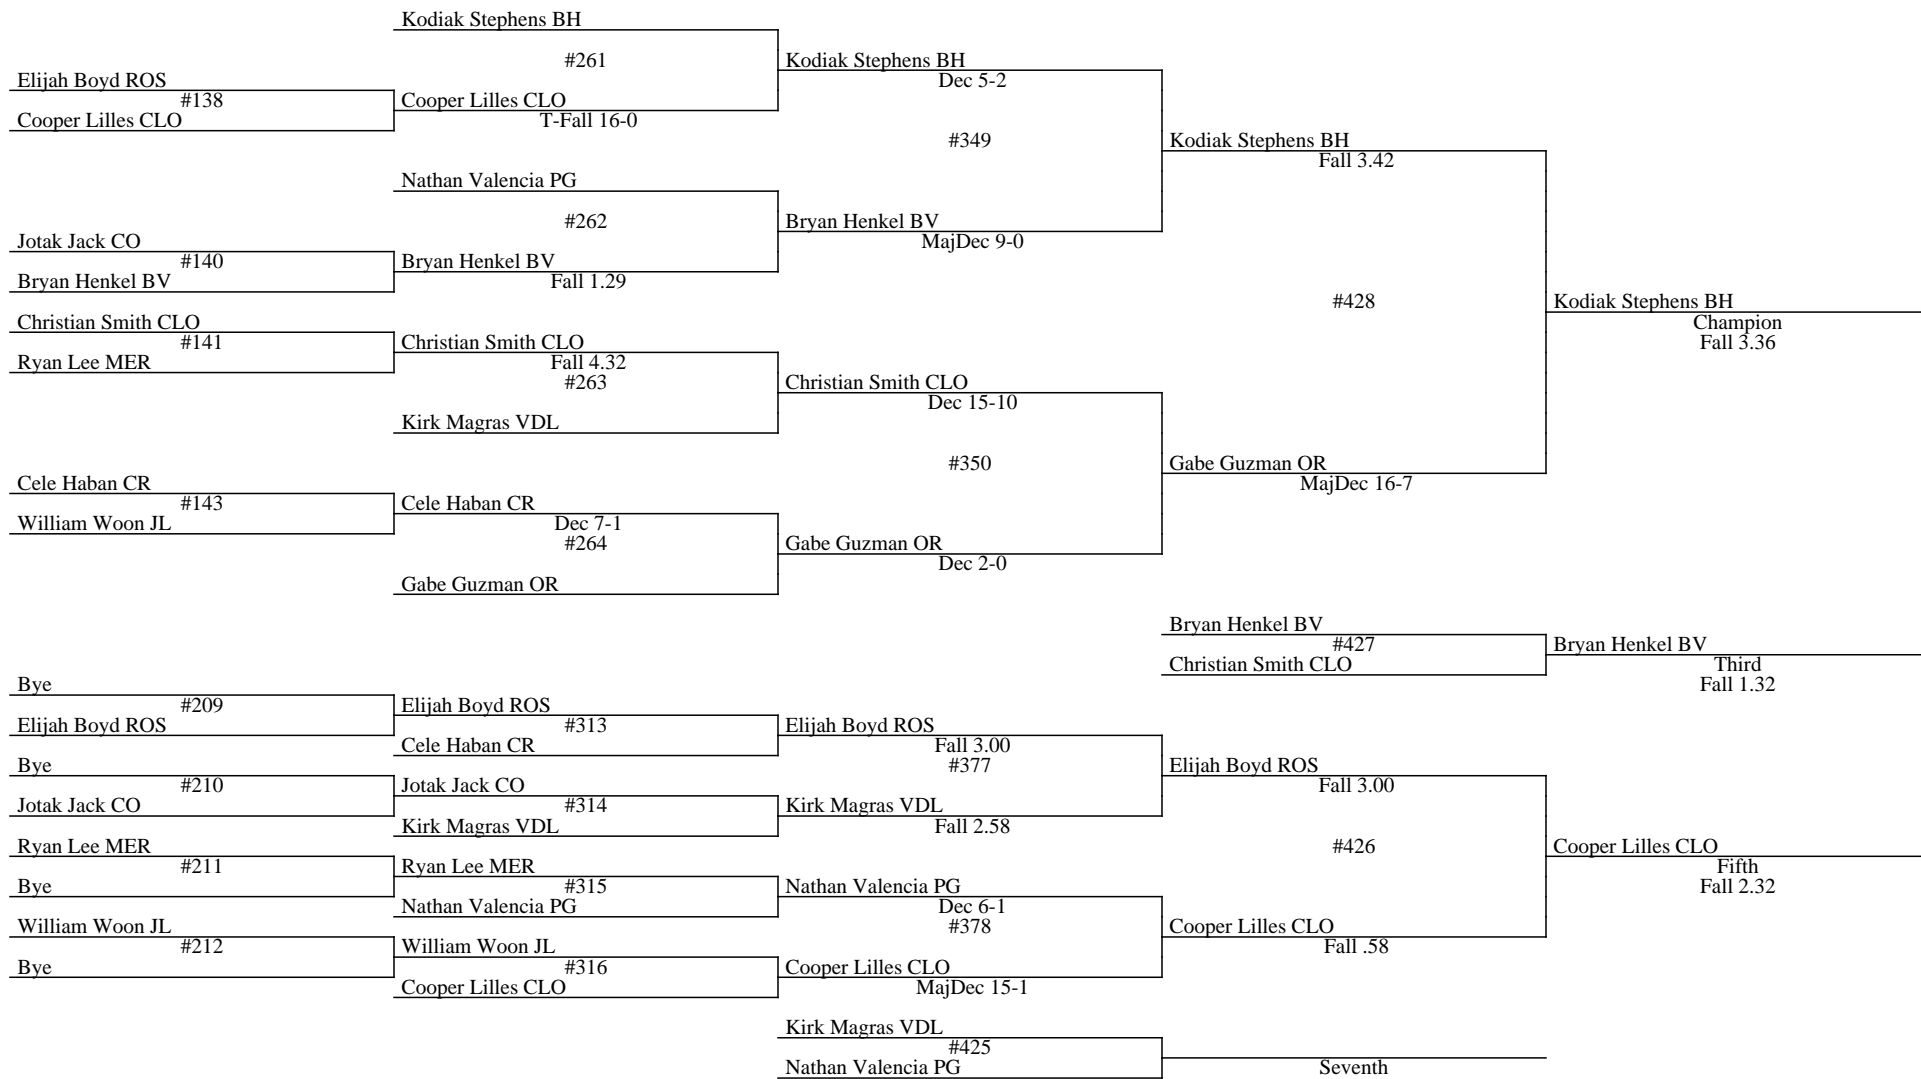 Kodiak Stephens BH
#261
Kodiak Stephens BH
Dec 5-2
Elijah Boyd ROS
#138
Cooper Lilles CLO
Cooper Lilles CLO
T-Fall 16-0
#349
Kodiak Stephens BH
Fall 3.42
Nathan Valencia PG
#262
Bryan Henkel BV
MajDec 9-0
Jotak Jack CO
#140
Bryan Henkel BV
Bryan Henkel BV
Fall 1.29
#428
Kodiak Stephens BH
Champion
Fall 3.36
Christian Smith CLO
#141
Ryan Lee MER
Christian Smith CLO
Fall 4.32
#263
Christian Smith CLO
Dec 15-10
Kirk Magras VDL
#350
Gabe Guzman OR
MajDec 16-7
Cele Haban CR
#143
William Woon JL
Cele Haban CR
Dec 7-1
#264
Gabe Guzman OR
Dec 2-0
Gabe Guzman OR
Bryan Henkel BV
#427
Christian Smith CLO
Bryan Henkel BV
Third
Fall 1.32
Bye
#209
Elijah Boyd ROS
Elijah Boyd ROS
#313
Cele Haban CR
Elijah Boyd ROS
Fall 3.00
#377
Elijah Boyd ROS
Fall 3.00
Bye
#210
Jotak Jack CO
Jotak Jack CO
#314
Kirk Magras VDL
Kirk Magras VDL
Fall 2.58
#426
Cooper Lilles CLO
Fifth
Fall 2.32
Ryan Lee MER
#211
Bye
Ryan Lee MER
#315
Nathan Valencia PG
Nathan Valencia PG
Dec 6-1
#378
Cooper Lilles CLO
Fall .58
William Woon JL
#212
Bye
William Woon JL
#316
Cooper Lilles CLO
Cooper Lilles CLO
MajDec 15-1
Kirk Magras VDL
#425
Nathan Valencia PG
Seventh